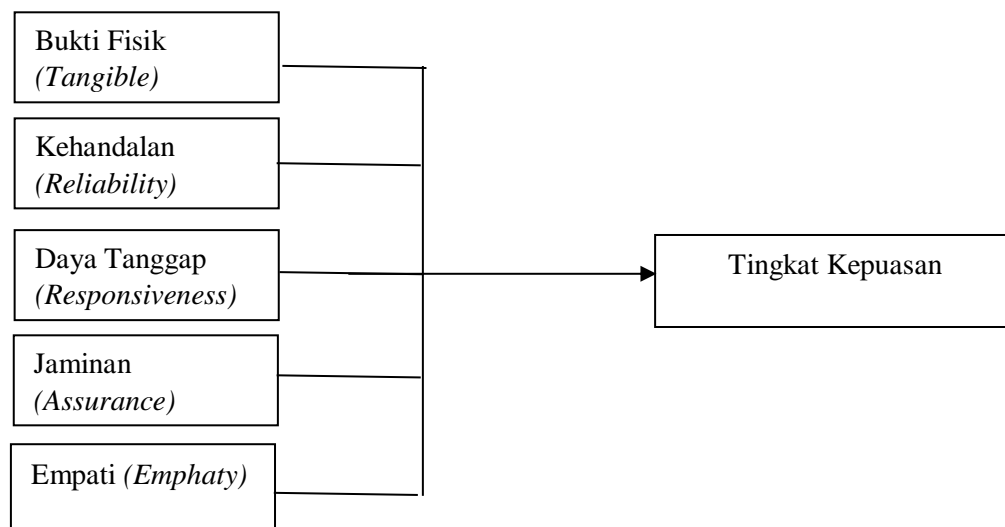 Bukti Fisik
(Tangible)
Kehandalan
(Reliability)
Daya Tanggap
(Responsiveness)
Tingkat Kepuasan
Jaminan
(Assurance)
Empati (Emphaty)